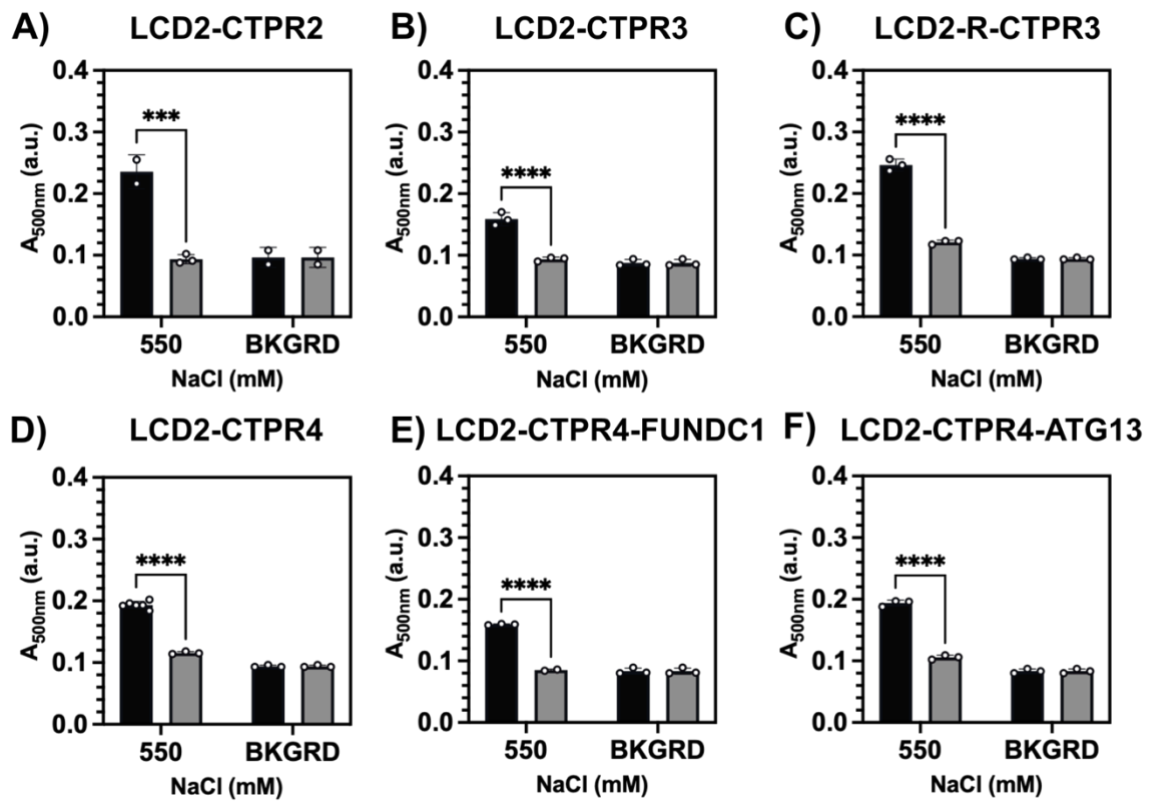 A) LCD2-CTPR2
0.4
0.3
0.2
0.1
0.0
A500nm (a.u.)
***
550 BKGRD
NaCl (mM)
B) LCD2-CTPR3
0.4
0.3
0.2
0.1
0.0
A500nm (a.u.)
****
550 BKGRD
NaCl (mM)
C) LCD2-R-CTPR3
0.4
0.3
0.2
0.1
0.0
A500nm (a.u.)
****
550 BKGRD
NaCl (mM)
D) LCD2-CTPR4
0.4
0.3
0.2
0.1
0.0
A500nm (a.u.)
****
550 BKGRD
NaCl (mM)
E) LCD2-CTPR4-FUNDC1
0.4
0.3
0.2
0.1
0.0
A500nm (a.u.)
****
550 BKGRD
NaCl (mM)
F) LCD2-CTPR4-ATG13
0.4
0.3
0.2
0.1
0.0
A500nm (a.u.)
****
550 BKGRD
NaCl (mM)